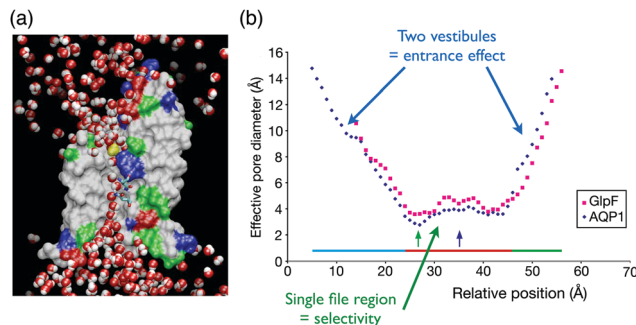 (a)
(b)
Two vestibules
= entrance effect
Effective pore diameter (Å)
16
14
12
10
8
6
4
2
0
GlpF
AQP1
0
10
20
30
40
50
60
70
Single file region
= selectivity
Relative position (Å)